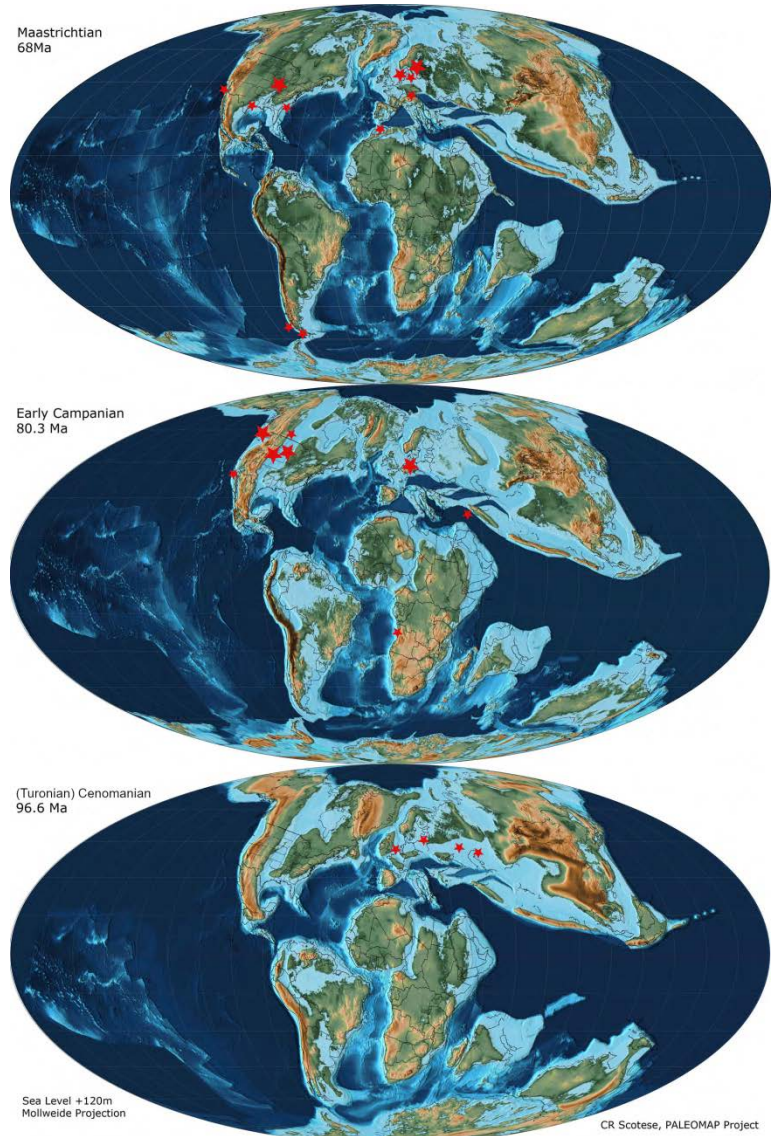 Maastrichtian
68Ma
Early Campanian
80.3 Ma
(Turonian) Cenomanian
96.6 Ma
Sea Level +120m
Mollweide Projection
CR Scotese, PALEOMAP Project